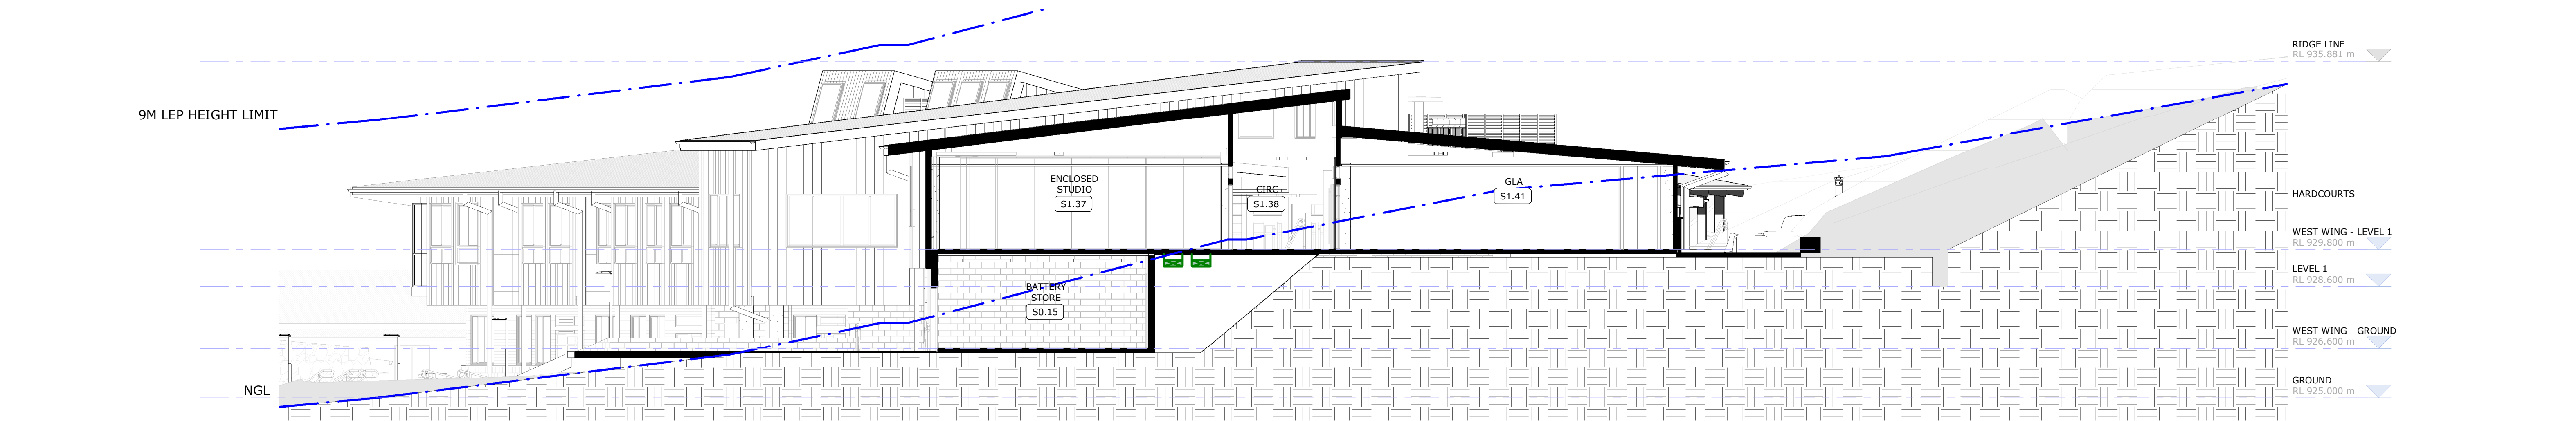 RIDGE LINE
RL 935.881 m
9M LEP HEIGHT LIMIT
ENCLOSED
STUDIO
S1.37
CIRC
S1.38
GLA
S1.41
HARDCOURTS
WEST WING - LEVEL 1
RL 929.800 m
LEVEL 1
RL 928.600 m
BATTERY
STORE
S0.15
WEST WING - GROUND
RL 926.600 m
GROUND
RL 925.000 m
NGL